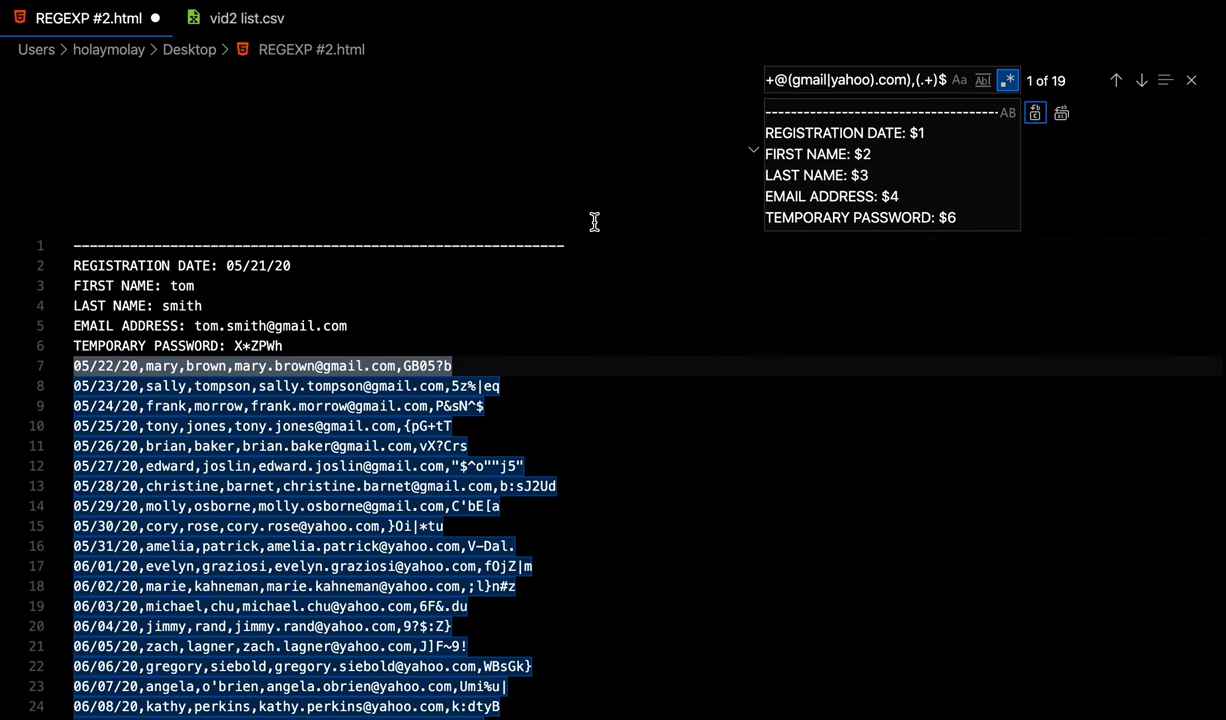 REGEXP #2.html
vid2 list.csv
Users > holaymolay > Desktop > REGEXP #2.html
+@(gmail|yahoo).com),(.+)$ Aa Abl .* 1 of 19
------------------------------------ AB
REGISTRATION DATE: $1
FIRST NAME: $2
LAST NAME: $3
EMAIL ADDRESS: $4
TEMPORARY PASSWORD: $6
1 -------------------------------------------------------------
2 REGISTRATION DATE: 05/21/20
3 FIRST NAME: tom
4 LAST NAME: smith
5 EMAIL ADDRESS: tom.smith@gmail.com
6 TEMPORARY PASSWORD: X*ZPWh
7 05/22/20,mary,brown,mary.brown@gmail.com,GB05?b
8 05/23/20,sally,tompson,sally.tompson@gmail.com,5z%|eq
9 05/24/20,frank,morrow,frank.morrow@gmail.com,P&sN^$
10 05/25/20,tony,jones,tony.jones@gmail.com,{pG+tT
11 05/26/20,brian,baker,brian.baker@gmail.com,vX?Crs
12 05/27/20,edward,joslin,edward.joslin@gmail.com,"$^o""j5"
13 05/28/20,christine,barnet,christine.barnet@gmail.com,b:sJ2Ud
14 05/29/20,molly,osborne,molly.osborne@gmail.com,C'bE[a
15 05/30/20,cory,rose,cory.rose@yahoo.com,}Oi|*tu
16 05/31/20,amelia,patrick,amelia.patrick@yahoo.com,V-Dal.
17 06/01/20,evelyn,graziosi,evelyn.graziosi@yahoo.com,fOjZ|m
18 06/02/20,marie,kahneman,marie.kahneman@yahoo.com,;l}n#z
19 06/03/20,michael,chu,michael.chu@yahoo.com,6F&.du
20 06/04/20,jimmy,rand,jimmy.rand@yahoo.com,9?$:Z}
21 06/05/20,zach,lagner,zach.lagner@yahoo.com,J]F~9!
22 06/06/20,gregory,siebold,gregory.siebold@yahoo.com,WBsGk}
23 06/07/20,angela,o'brien,angela.obrien@yahoo.com,Umi%u|
24 06/08/20,kathy,perkins,kathy.perkins@yahoo.com,k:dtyB